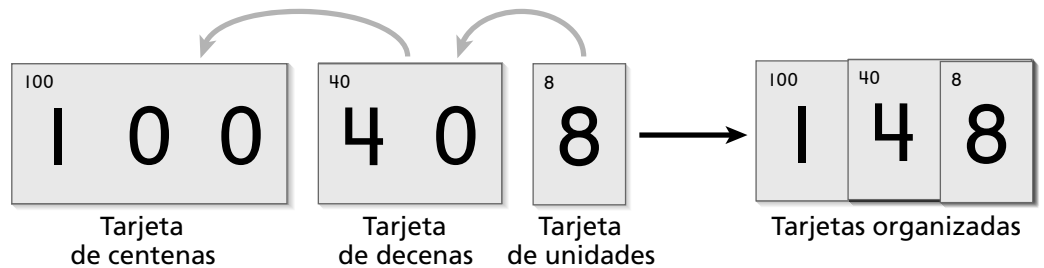 100
1 0 0
40
4 0
8
8
100
1
40
4
8
8
Tarjeta
de centenas
Tarjeta
de decenas
Tarjeta
de unidades
Tarjetas organizadas